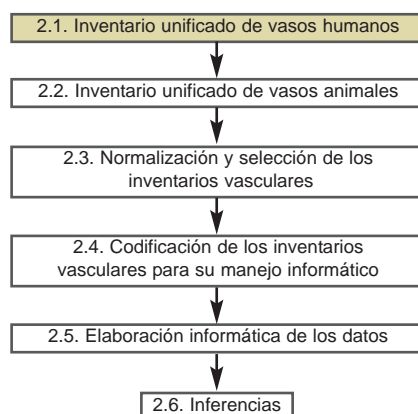 2.1. Inventario unificado de vasos humanos
2.2. Inventario unificado de vasos animales
2.3. Normalización y selección de los
inventarios vasculares
2.4. Codificación de los inventarios
vasculares para su manejo informático
2.5. Elaboración informática de los datos
2.6. Inferencias